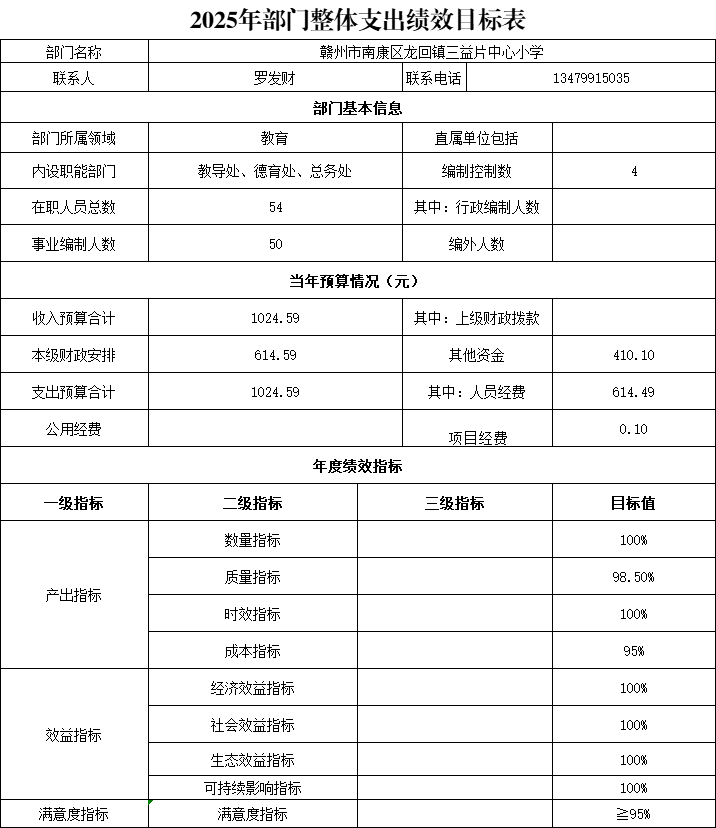 2025年部门整体支出绩效目标表
部门名称 赣州市南康区龙回镇三益片中心小学
联系人 罗发财 联系电话 13479915035
部门基本信息
部门所属领域 教育 直属单位包括
内设职能部门 教导处、德育处、总务处 编制控制数 4
在职人员总数 54 其中：行政编制人数
事业编制人数 50 编外人数
当年预算情况（元）
收入预算合计 1024.59 其中：上级财政拨款
本级财政安排 614.59 其他资金 410.10
支出预算合计 1024.59 其中：人员经费 614.49
公用经费 项目经费 0.10
年度绩效指标
一级指标 二级指标 三级指标 目标值
产出指标 数量指标 100%
质量指标 98.50%
时效指标 100%
成本指标 95%
效益指标 经济效益指标 100%
社会效益指标 100%
生态效益指标 100%
可持续影响指标 100%
满意度指标 满意度指标 ≧95%